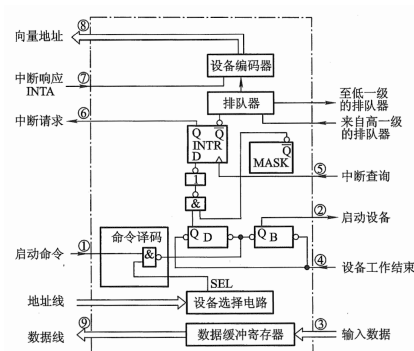 ⑧
向量地址
设备编码器
中断响应
INTA
⑦
排队器
至低一级
的排队器
来自高一级
的排队器
中断请求
⑥
Q Q
INTR
D
Q
MASK
⑤
中断查询
1
&
②
启动设备
命令译码
Q D
Q B
启动命令
①
&
④
设备工作结束
SEL
地址线
设备选择电路
数据线
⑨
数据缓冲寄存器
③
输入数据